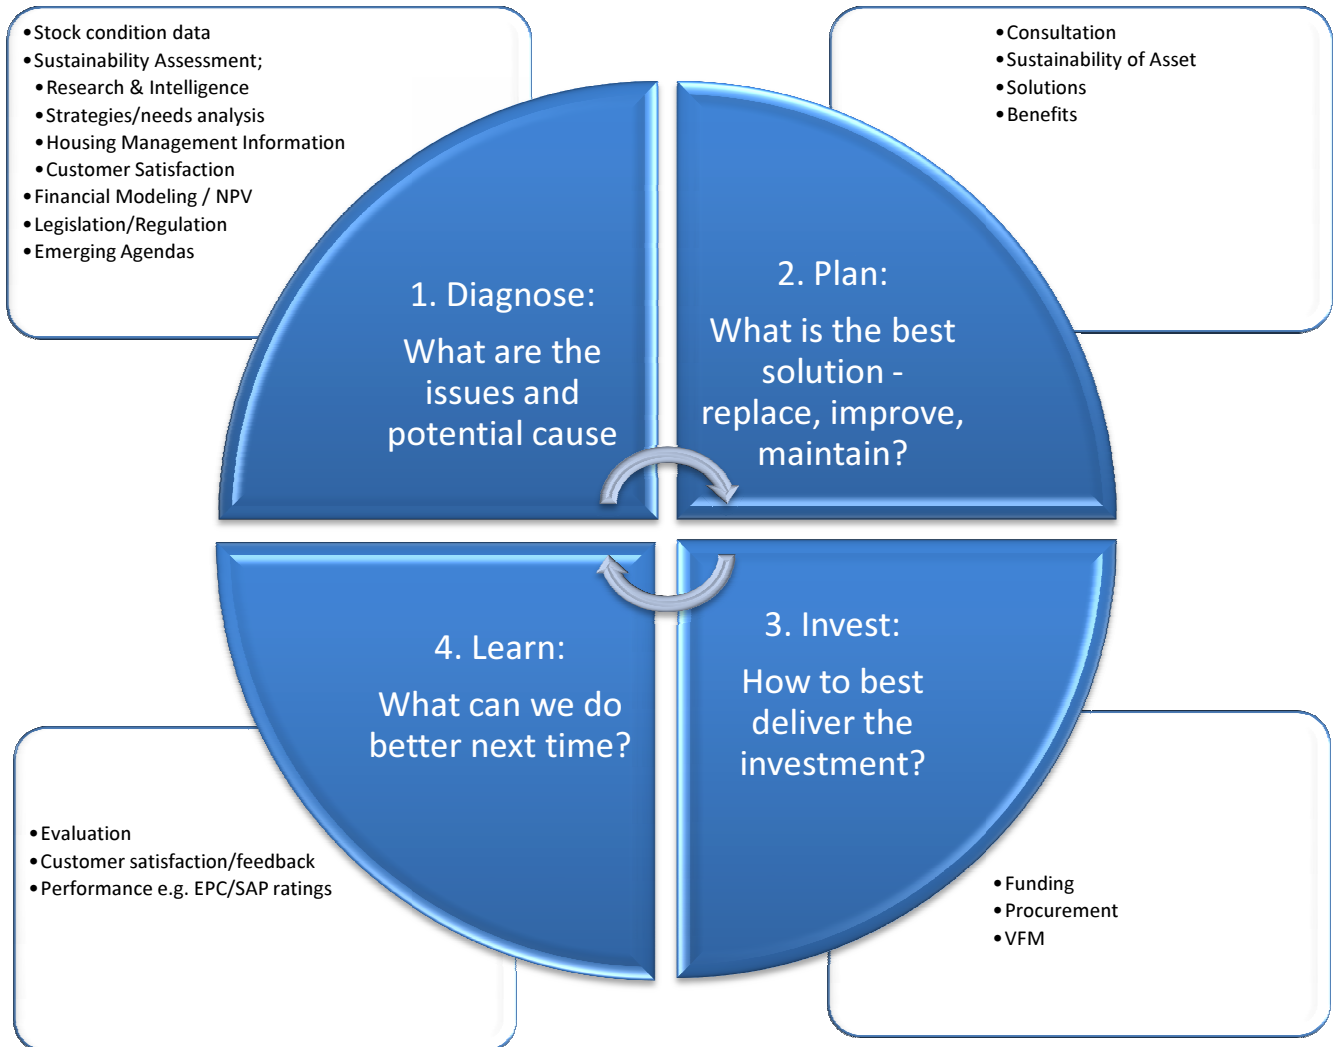 •Stock condition data
•Sustainability Assessment;
•Research & Intelligence
•Strategies/needs analysis
•Housing Management Information
•Customer Satisfaction
•Financial Modeling / NPV
•Legislation/Regulation
•Emerging Agendas
•Consultation
•Sustainability of Asset
•Solutions
•Benefits
1. Diagnose:
What are the
issues and
potential cause
2. Plan:
What is the best
solution -
replace, improve,
maintain?
3. Invest:
How to best
deliver the
investment?
4. Learn:
What can we do
better next time?
•Evaluation
•Customer satisfaction/feedback
•Performance e.g. EPC/SAP ratings
•Funding
•Procurement
•VFM